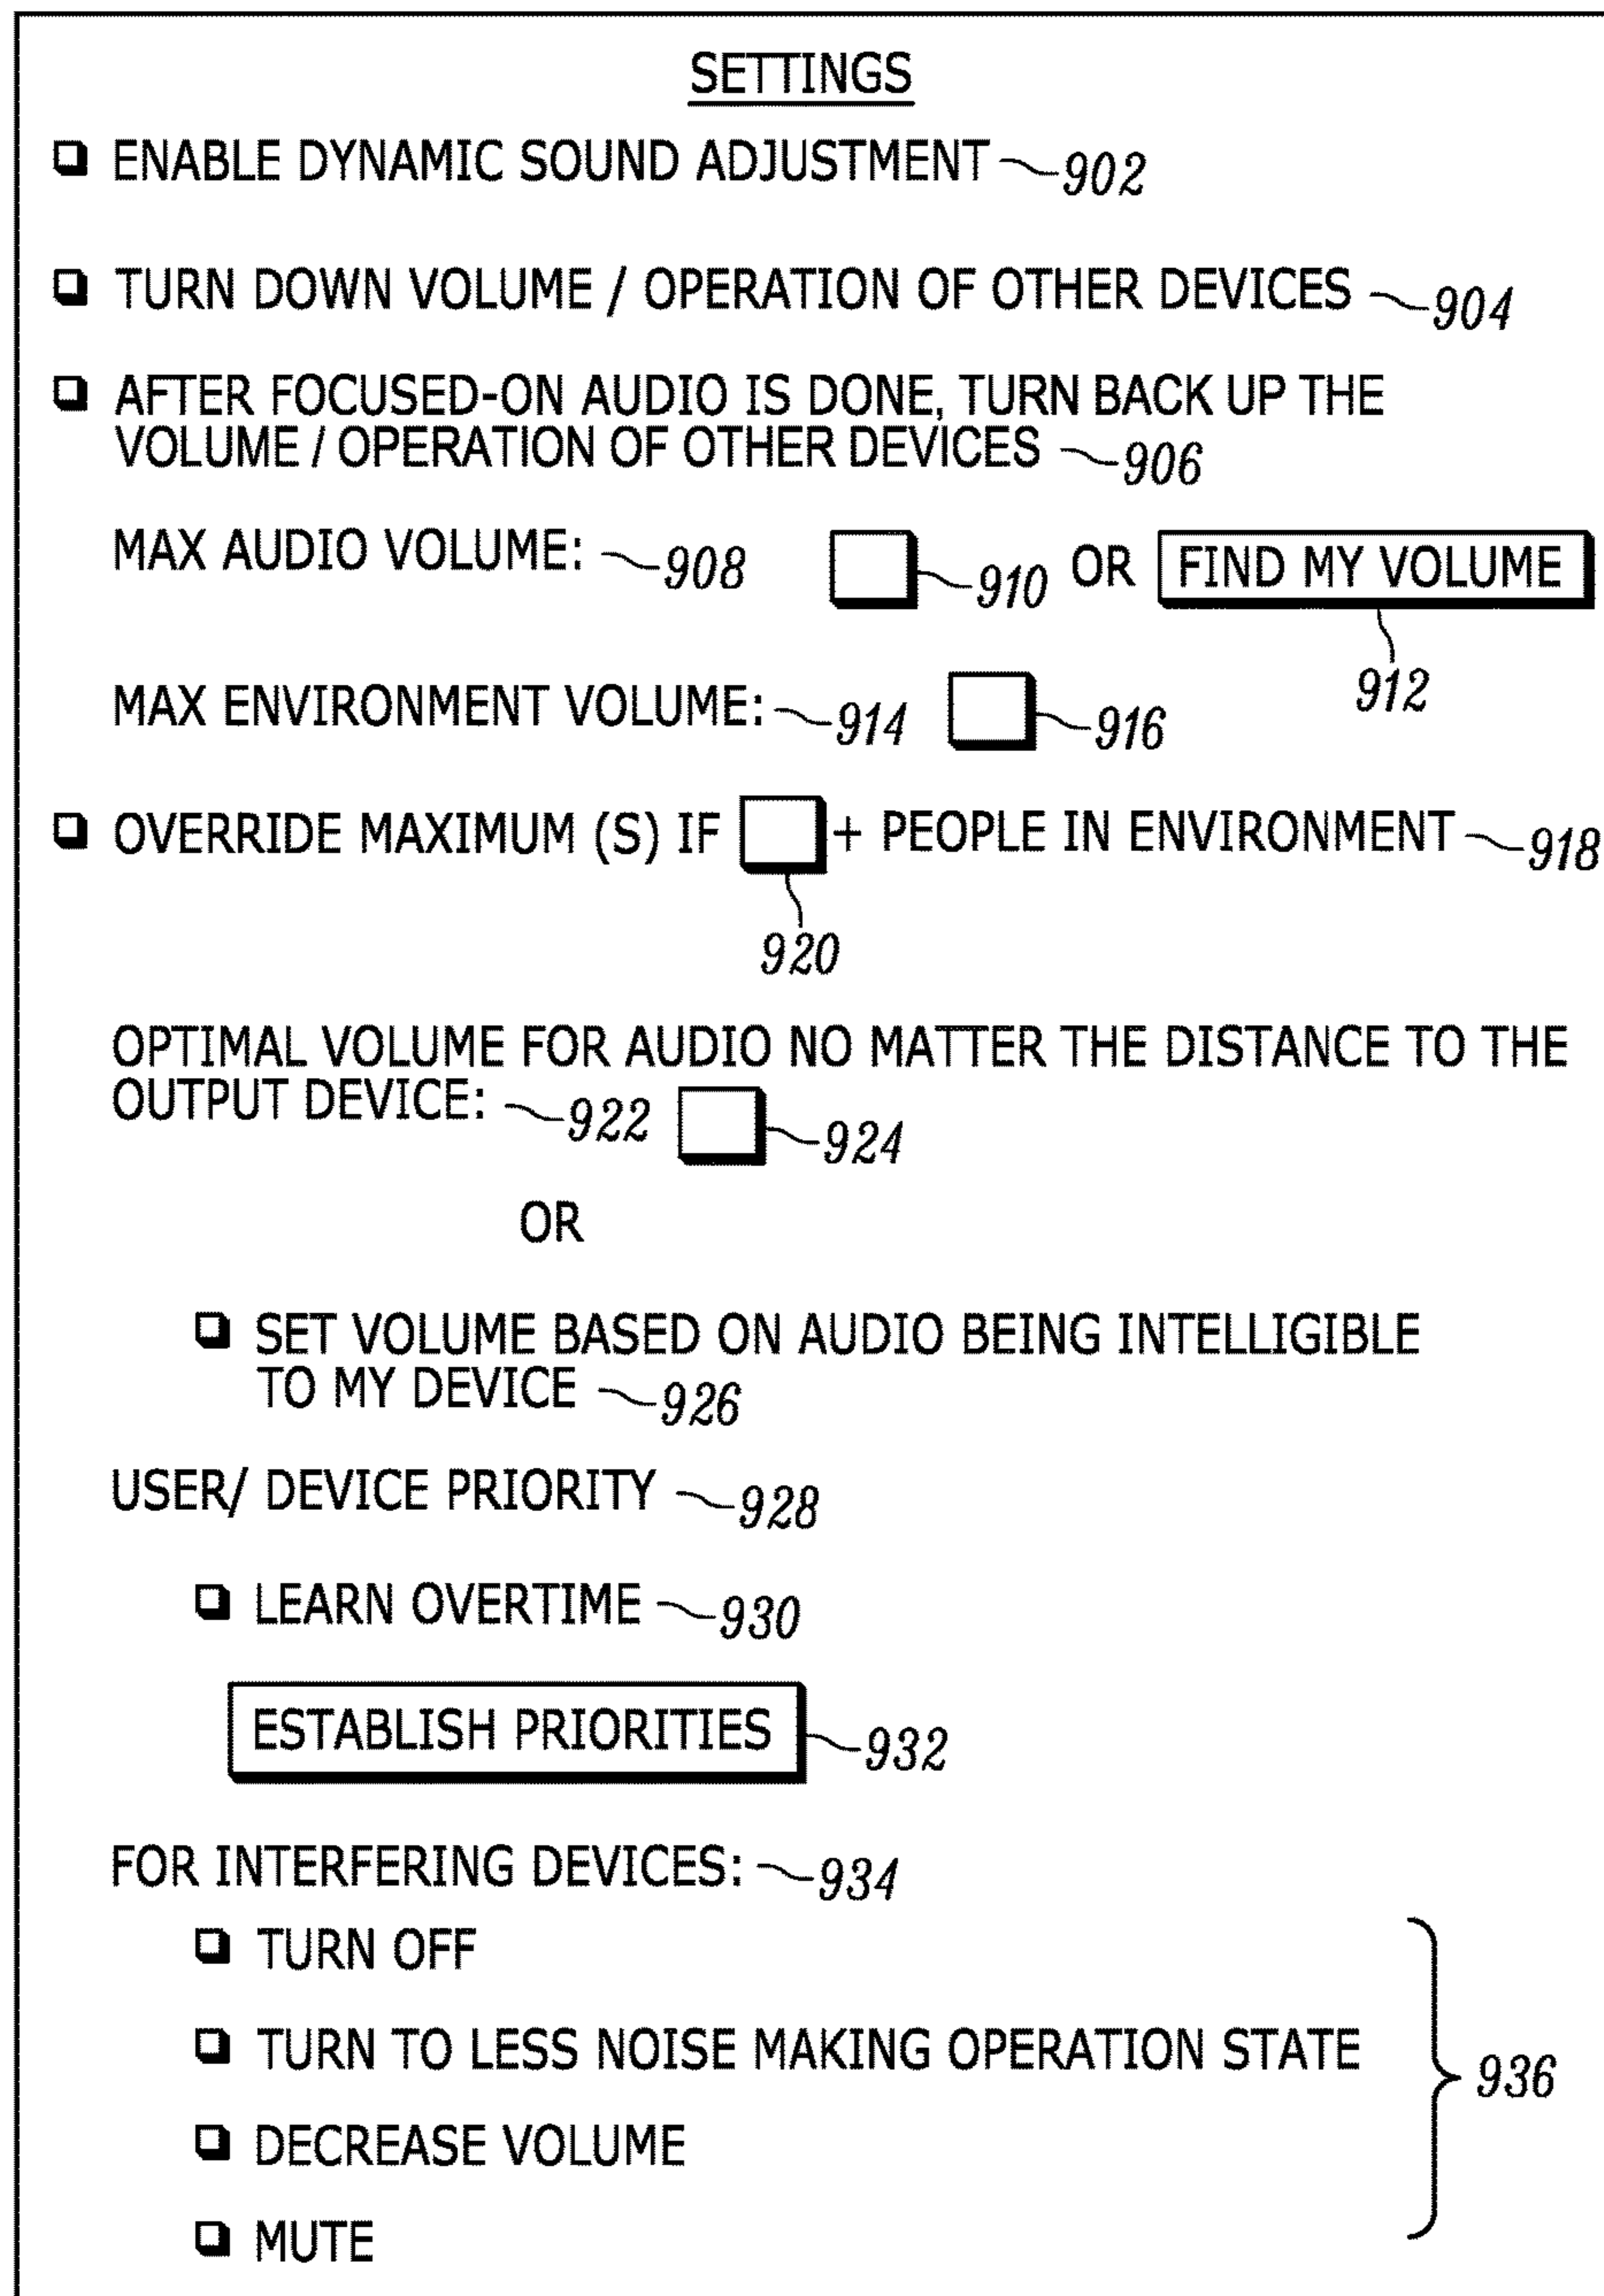 SETTINGS
ENABLE DYNAMIC SOUND ADJUSTMENT 902
TURN DOWN VOLUME / OPERATION OF OTHER DEVICES 904
AFTER FOCUSED-ON AUDIO IS DONE, TURN BACK UP THE
VOLUME / OPERATION OF OTHER DEVICES 906
MAX AUDIO VOLUME: 908 910 OR FIND MY VOLUME
912
MAX ENVIRONMENT VOLUME: 914 916
OVERRIDE MAXIMUM (S) IF + PEOPLE IN ENVIRONMENT 918
920
OPTIMAL VOLUME FOR AUDIO NO MATTER THE DISTANCE TO THE
OUTPUT DEVICE: 922 924
OR
SET VOLUME BASED ON AUDIO BEING INTELLIGIBLE
TO MY DEVICE 926
USER/ DEVICE PRIORITY 928
LEARN OVERTIME 930
ESTABLISH PRIORITIES 932
FOR INTERFERING DEVICES: 934
TURN OFF
TURN TO LESS NOISE MAKING OPERATION STATE 936
DECREASE VOLUME
MUTE